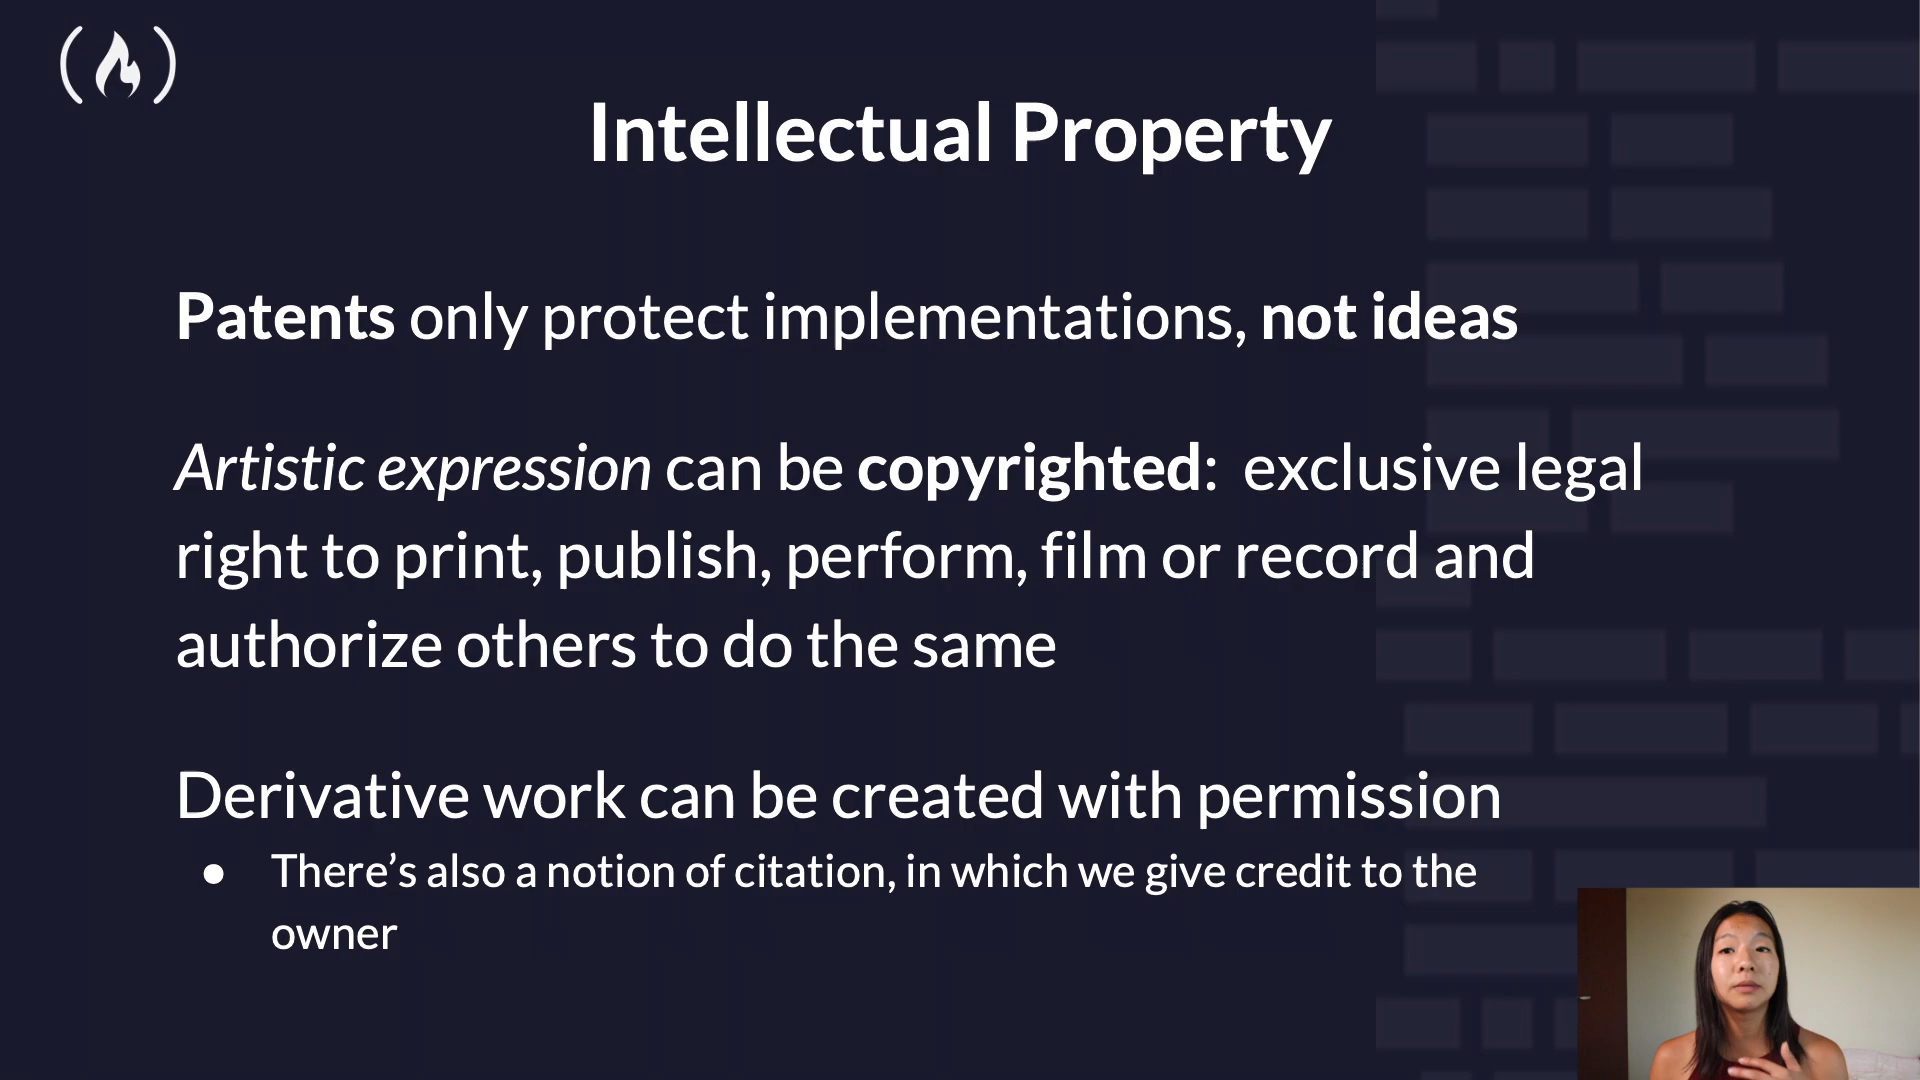 Intellectual Property
Patents only protect implementations, not ideas
Artistic expression can be copyrighted:  exclusive legal
right to print, publish, perform, film or record and
authorize others to do the same
Derivative work can be created with permission
● There’s also a notion of citation, in which we give credit to the
owner